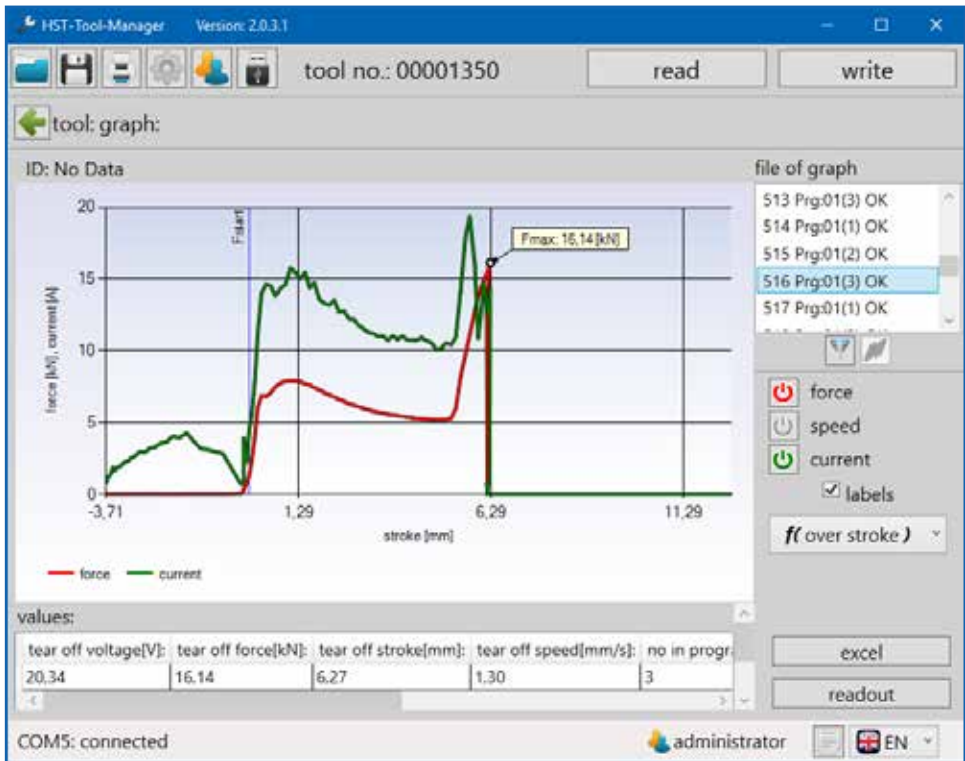 HST-Tool-Manager Version: 2.0.3.1
tool no.: 00001350 read write
tool: graph:
ID: No Data
file of graph
513 Prg:01(3) OK
514 Prg:01(1) OK
515 Prg:01(2) OK
516 Prg:01(3) OK
517 Prg:01(1) OK
20
15
10
5
0
force [kN], current [A]
Fstart
Fmax: 16,14 [kN]
-3,71 1,29 6,29 11,29
stroke [mm]
force current
force
speed
current
labels
f( over stroke )
values:
tear off voltage[V]: tear off force[kN]: tear off stroke[mm]: tear off speed[mm/s]: no in progr
20,34 16,14 6,27 1,30 3
excel
readout
COM5: connected administrator EN